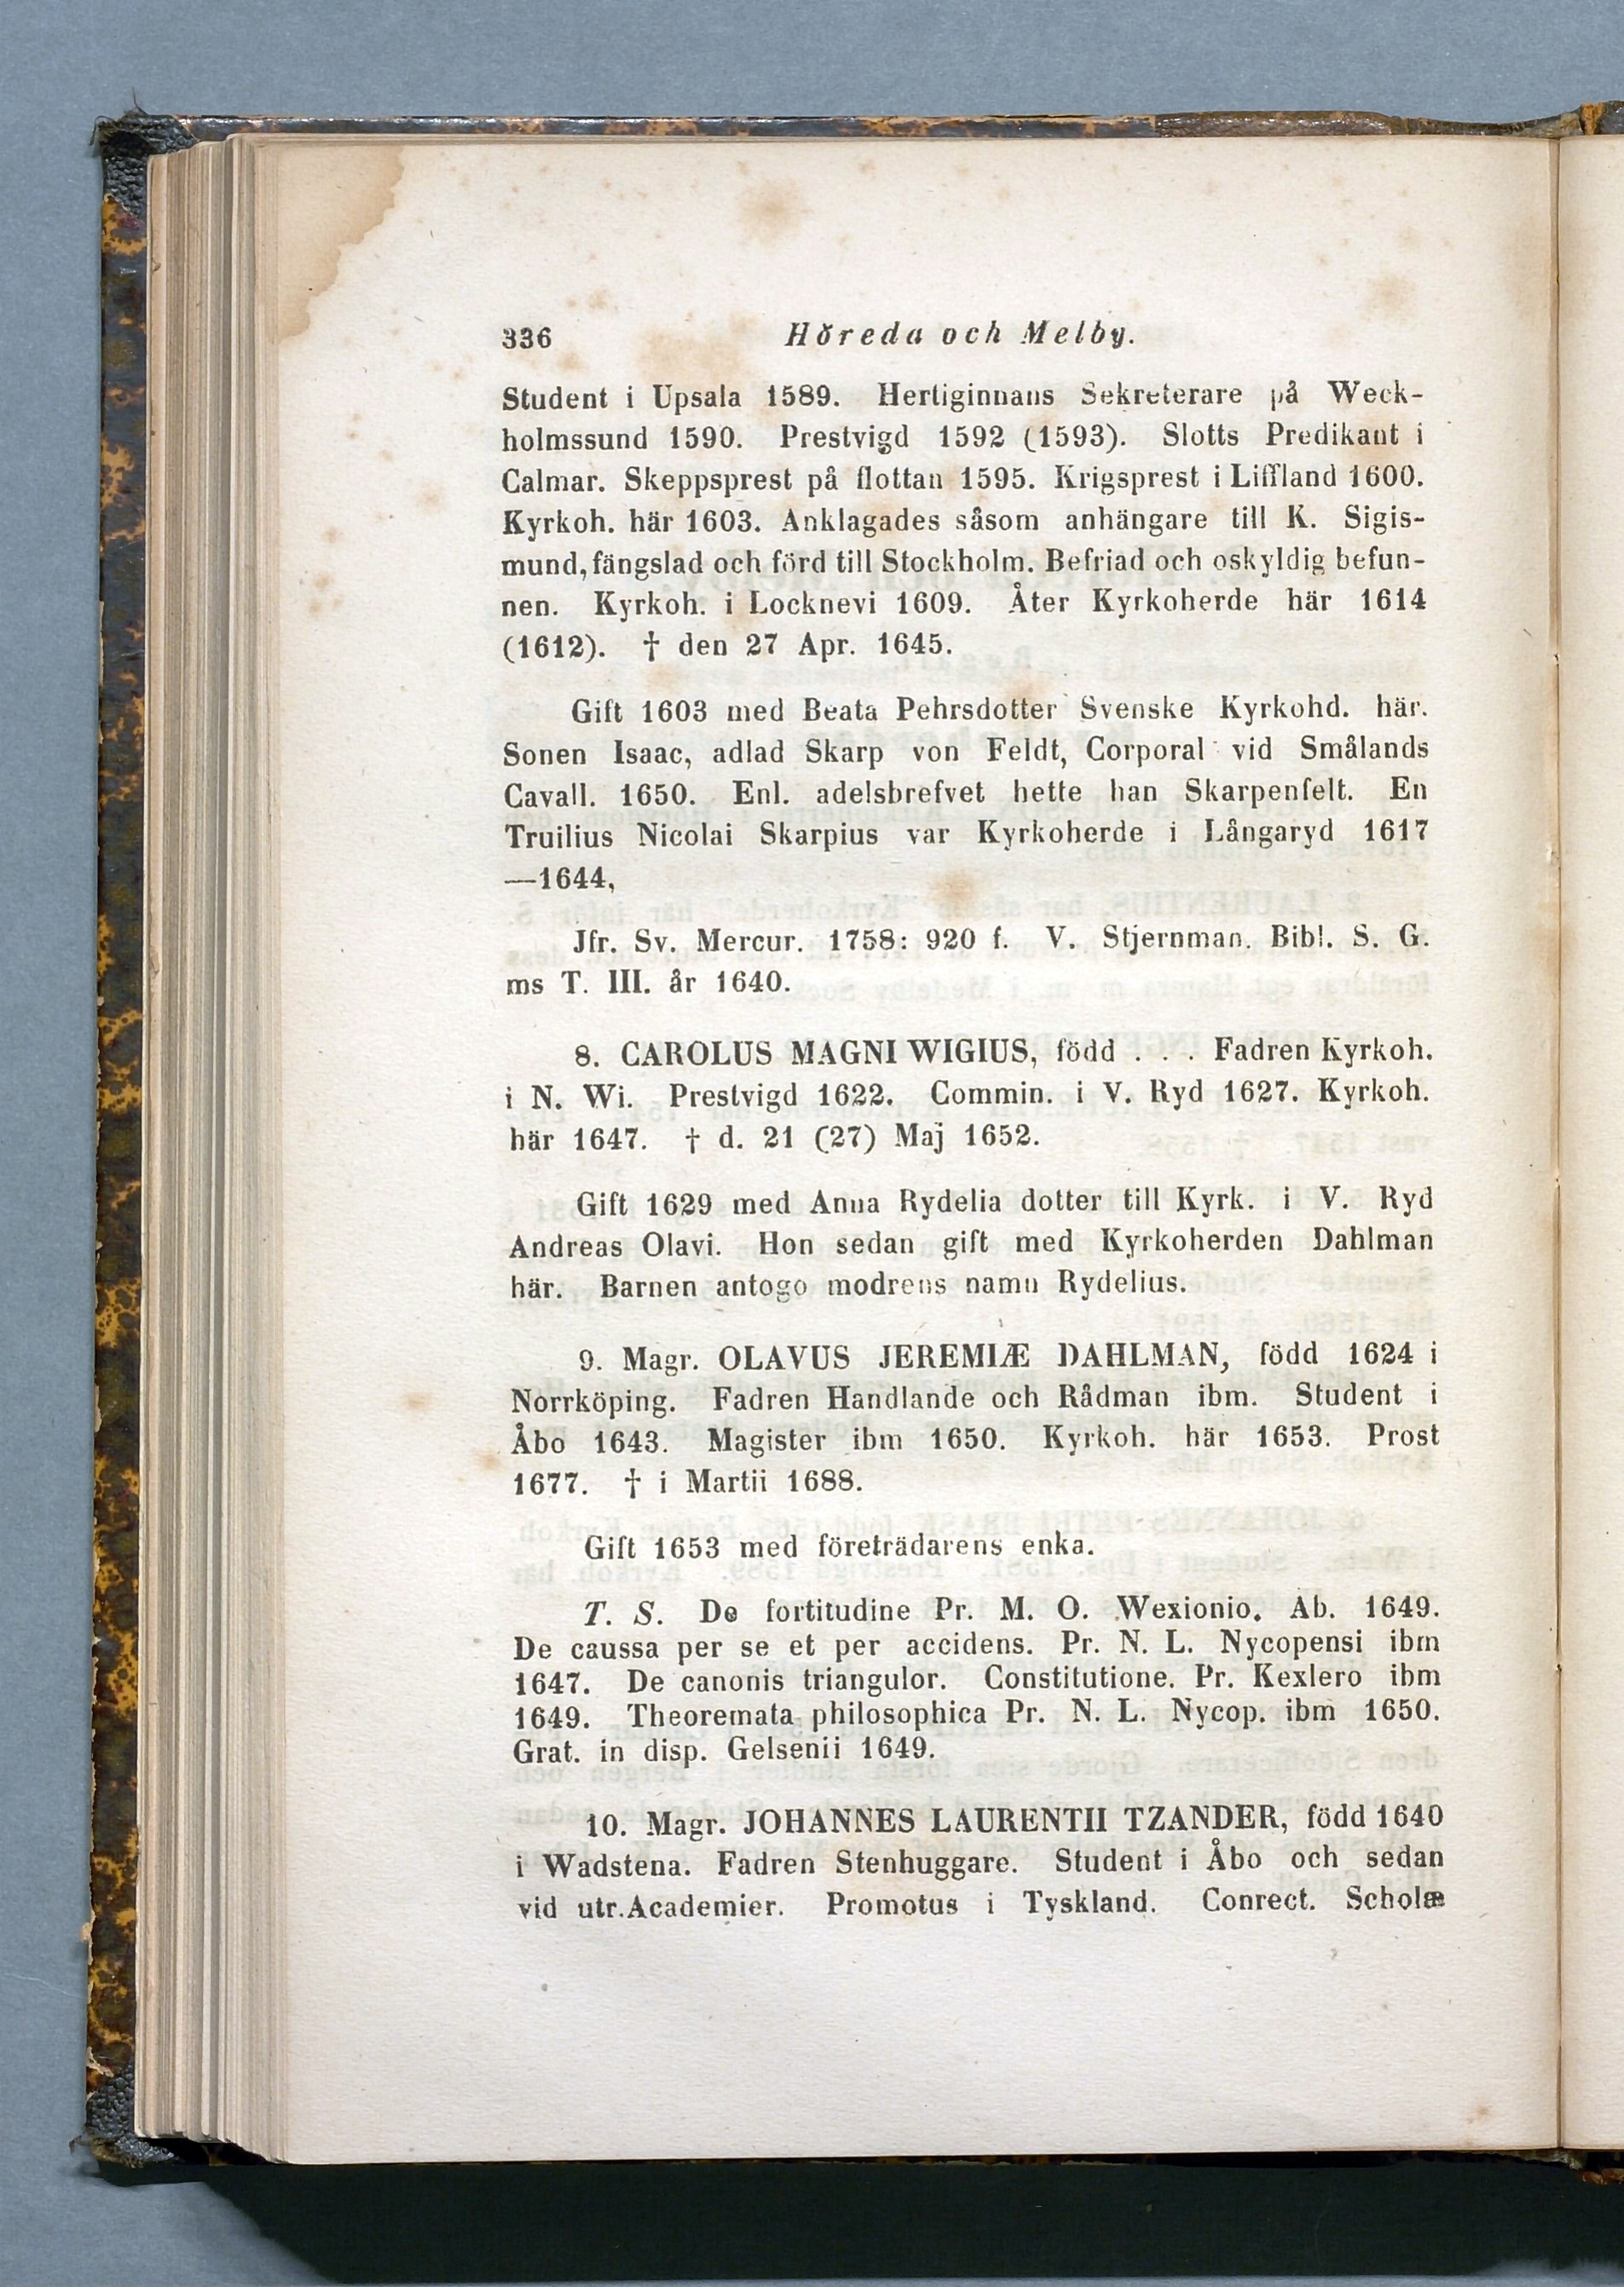 336 Höreda och Melby.
Student i Upsala 1589. Hertiginnans Sekreterare på Weck-
holmssund 1590. Prestvigd 1592 (1593). Slotts Predikant i
Calmar. Skeppsprest på flottan 1595. Krigsprest i Liffland 1600.
Kyrkoh. här 1603. Anklagades såsom anhängare till K. Sigis-
mund, fängslad och förd till Stockholm. Befriad och oskyldig befun-
nen. Kyrkoh. i Locknevi 1609. Åter Kyrkoherde här 1614
(1612). † den 27 Apr. 1645.
Gift 1603 med Beata Pehrsdotter Svenske Kyrkohd. här.
Sonen Isaac, adlad Skarp von Feldt, Corporal vid Smålands
Cavall. 1650. Enl. adelsbrefvet hette han Skarpenfelt. En
Truilius Nicolai Skarpius var Kyrkoherde i Långaryd 1617
—1644,
Jfr. Sv. Mercur. 1758: 920 f. V. Stjernman. Bibl. S. G.
ms T. III. år 1640.
8. CAROLUS MAGNI WIGIUS, född . . . Fadren Kyrkoh.
i N. Wi. Prestvigd 1622. Commin. i V. Ryd 1627. Kyrkoh.
här 1647. † d. 21 (27) Maj 1652.
Gift 1629 med Anna Rydelia dotter till Kyrk. i V. Ryd
Andreas Olavi. Hon sedan gift med Kyrkoherden Dahlman
här. Barnen antogo modrens namn Rydelius.
9. Magr. OLAVUS JEREMIÆ DAHLMAN, född 1624 i
Norrköping. Fadren Handlande och Rådman ibm. Student i
Åbo 1643. Magister ibm 1650. Kyrkoh. här 1653. Prost
1677. † i Martii 1688.
Gift 1653 med företrädarens enka.
T. S. De fortitudine Pr. M. O. Wexionio. Ab. 1649.
De caussa per se et per accidens. Pr. N. L. Nycopensi ibm
1647. De canonis triangulor. Constitutione. Pr. Kexlero ibm
1649. Theoremata philosophica Pr. N. L. Nycop. ibm 1650.
Grat. in disp. Gelsenii 1649.
10. Magr. JOHANNES LAURENTII TZANDER, född 1640
i Wadstena. Fadren Stenhuggare. Student i Åbo och sedan
vid utr. Academier. Promotus i Tyskland. Conrect. Scholæ